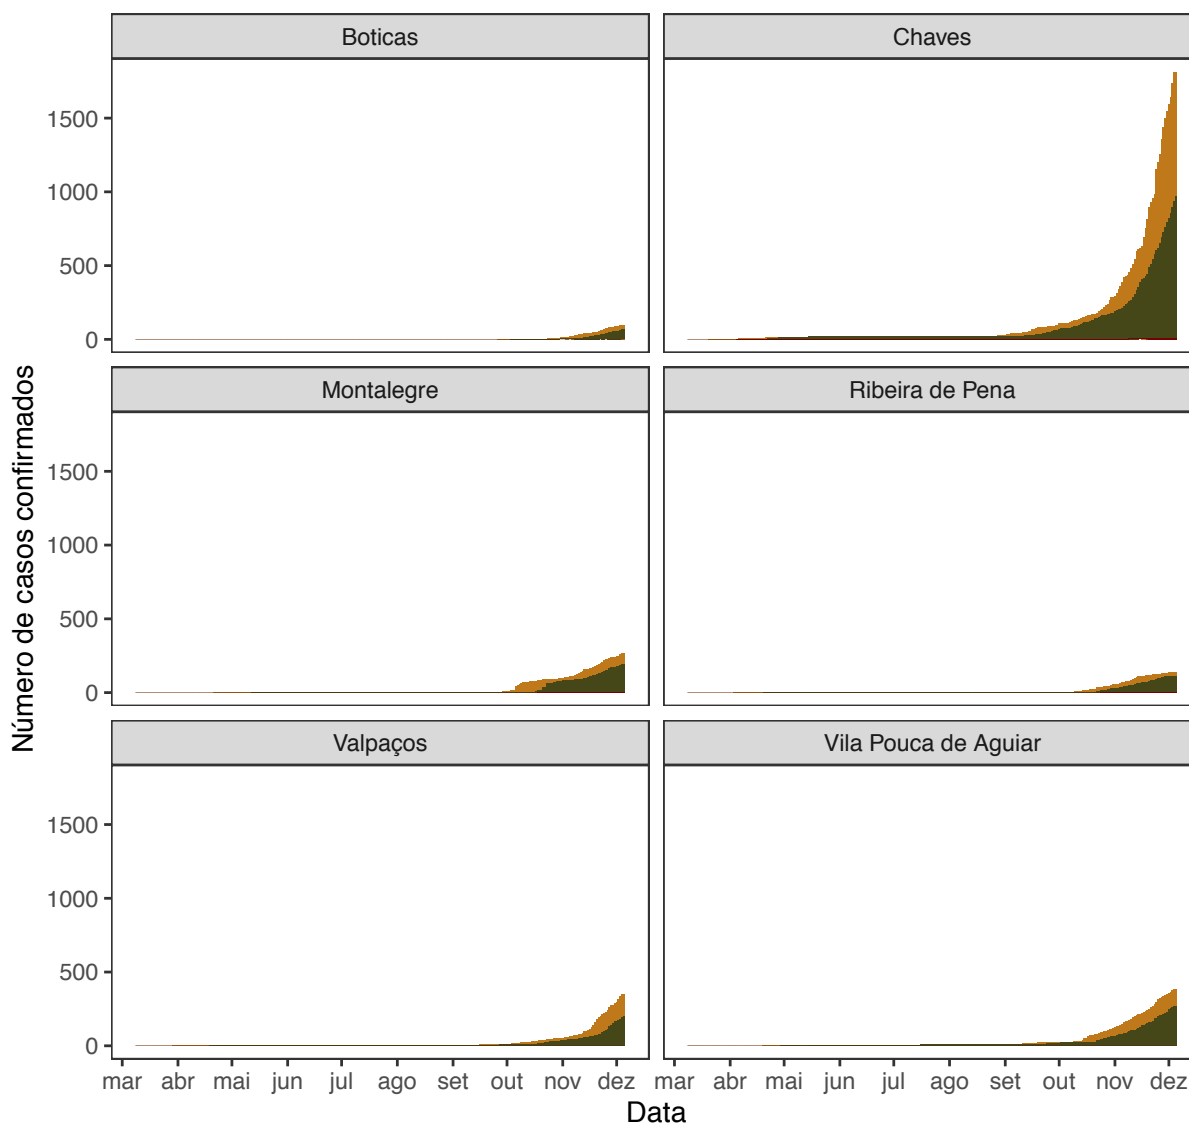 Boticas
Chaves
1500
1000
500
0
Montalegre
Ribeira de Pena
1500
1000
500
0
Valpaços
Vila Pouca de Aguiar
1500
1000
500
0
mar abr mai jun jul ago set out nov dez
mar abr mai jun jul ago set out nov dez
Data
Número de casos confirmados